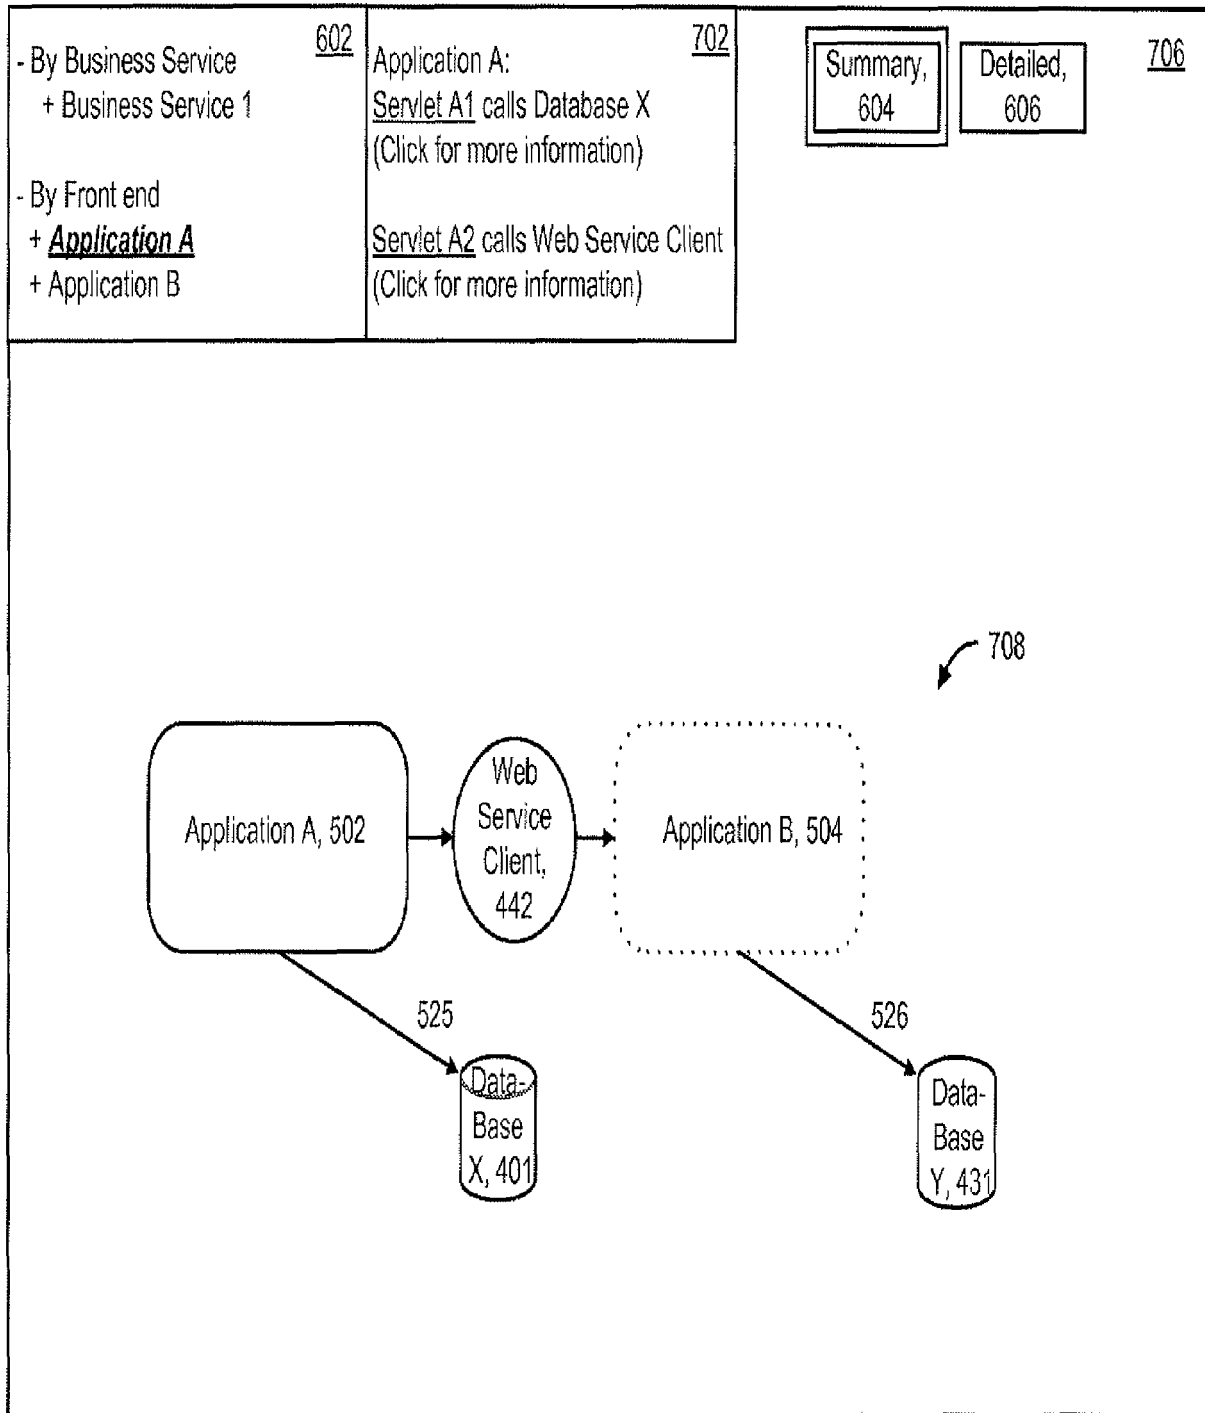 602
- By Business Service
+ Business Service 1
- By Front end
+ Application A
+ Application B
702
Application A:
Servlet A1 calls Database X
(Click for more information)
Servlet A2 calls Web Service Client
(Click for more information)
Summary,
604
Detailed,
606
706
708
Application A, 502
Web
Service
Client,
442
Application B, 504
525
526
Data-
Base
X, 401
Data-
Base
Y, 431